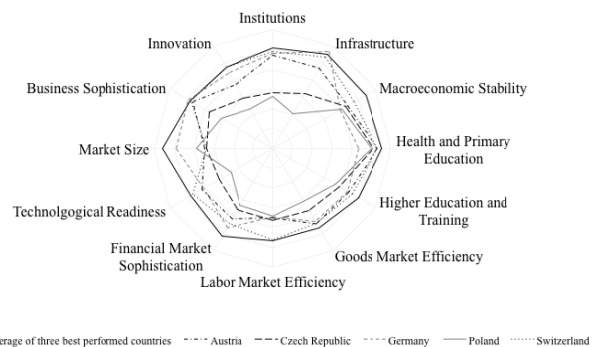 Institutions
Innovation
Infrastructure
Business Sophistication
Macroeconomic Stability
Market Size
Health and Primary
Education
Technolgogical Readiness
Higher Education and
Training
Financial Market
Sophistication
Goods Market Efficiency
Labor Market Efficiency
of three best performed countries Austria Czech Republic Germany Poland Switzerland